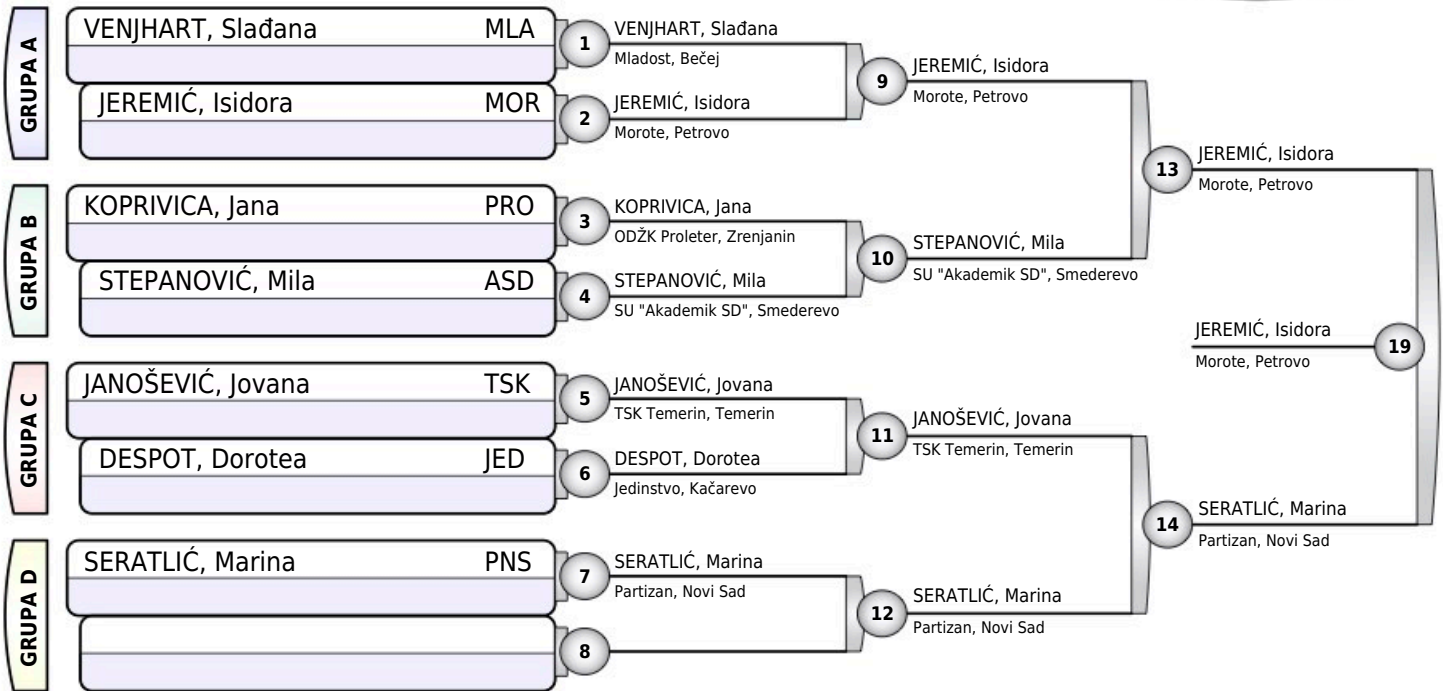 GRUPA A
VENJHART, Slađana MLA
1
VENJHART, Slađana
Mladost, Bečej
JEREMIĆ, Isidora MOR
2
JEREMIĆ, Isidora
Morote, Petrovo
9
JEREMIĆ, Isidora
Morote, Petrovo
GRUPA B
KOPRIVICA, Jana PRO
3
KOPRIVICA, Jana
ODŽK Proleter, Zrenjanin
STEPANOVIĆ, Mila ASD
4
STEPANOVIĆ, Mila
SU "Akademik SD", Smederevo
10
STEPANOVIĆ, Mila
SU "Akademik SD", Smederevo
13
JEREMIĆ, Isidora
Morote, Petrovo
GRUPA C
JANOŠEVIĆ, Jovana TSK
5
JANOŠEVIĆ, Jovana
TSK Temerin, Temerin
DESPOT, Dorotea JED
6
DESPOT, Dorotea
Jedinstvo, Kačarevo
11
JANOŠEVIĆ, Jovana
TSK Temerin, Temerin
GRUPA D
SERATLIĆ, Marina PNS
7
SERATLIĆ, Marina
Partizan, Novi Sad
8
12
SERATLIĆ, Marina
Partizan, Novi Sad
14
SERATLIĆ, Marina
Partizan, Novi Sad
JEREMIĆ, Isidora
Morote, Petrovo
19